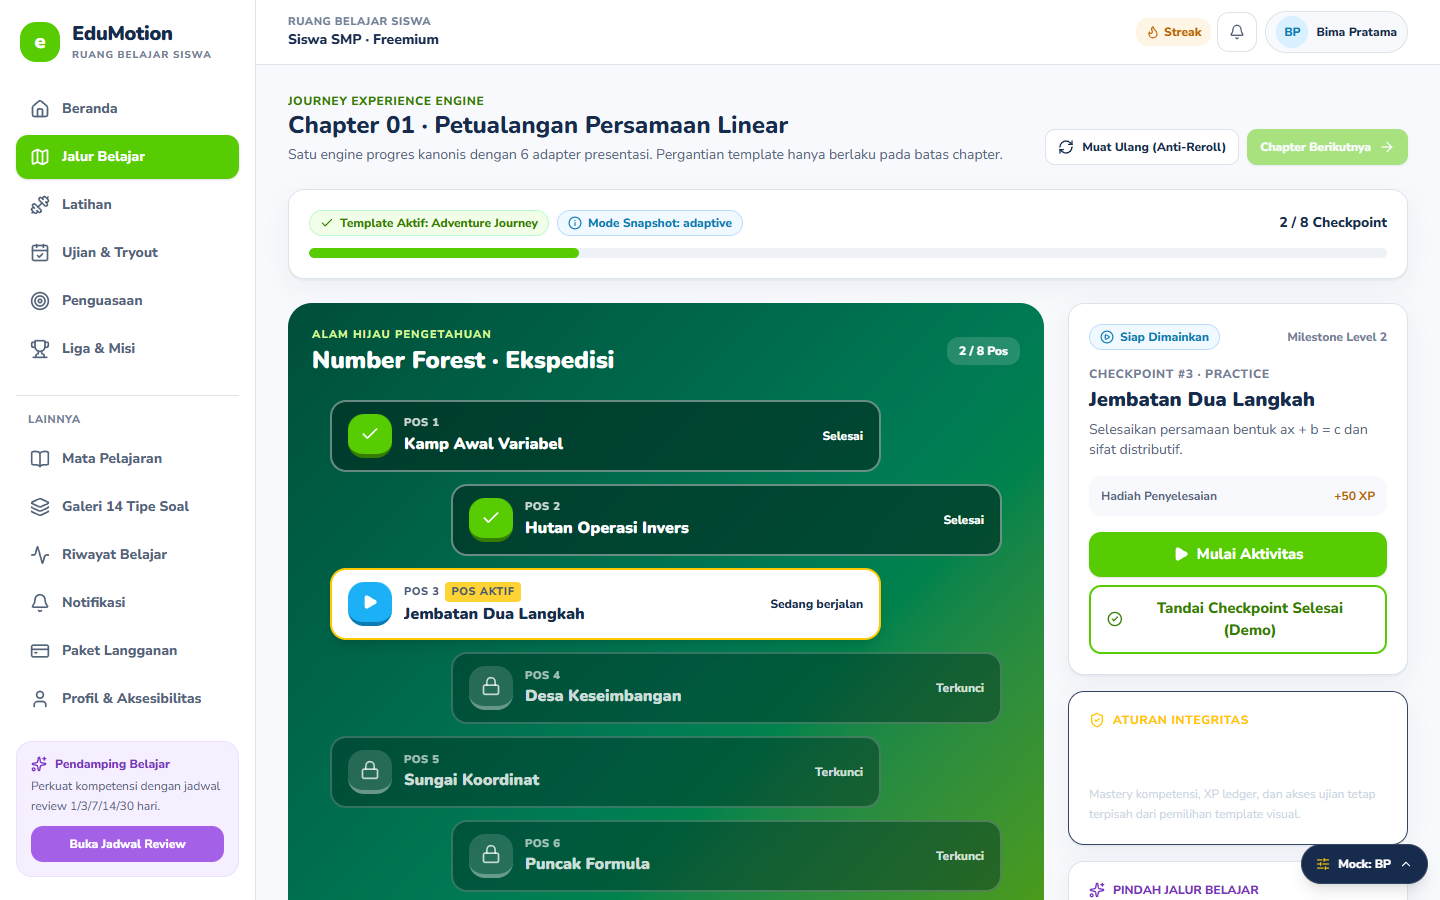 e
EduMotion
RUANG BELAJAR SISWA
Beranda
Jalur Belajar
Latihan
Ujian & Tryout
Penguasaan
Liga & Misi
LAINNYA
Mata Pelajaran
Galeri 14 Tipe Soal
Riwayat Belajar
Notifikasi
Paket Langganan
Profil & Aksesibilitas
Pendamping Belajar
Perkuat kompetensi dengan jadwal
review 1/3/7/14/30 hari.
Buka Jadwal Review
RUANG BELAJAR SISWA
Siswa SMP · Freemium
Streak
BP
Bima Pratama
JOURNEY EXPERIENCE ENGINE
Chapter 01 · Petualangan Persamaan Linear
Satu engine progres kanonis dengan 6 adapter presentasi. Pergantian template hanya berlaku pada batas chapter.
Muat Ulang (Anti-Reroll)
Chapter Berikutnya
Template Aktif: Adventure Journey
Mode Snapshot: adaptive
2 / 8 Checkpoint
ALAM HIJAU PENGETAHUAN
Number Forest · Ekspedisi
2 / 8 Pos
POS 1
Kamp Awal Variabel
Selesai
POS 2
Hutan Operasi Invers
Selesai
POS 3 POS AKTIF
Jembatan Dua Langkah
Sedang berjalan
POS 4
Desa Keseimbangan
Terkunci
POS 5
Sungai Koordinat
Terkunci
POS 6
Puncak Formula
Terkunci
Siap Dimainkan
Milestone Level 2
CHECKPOINT #3 · PRACTICE
Jembatan Dua Langkah
Selesaikan persamaan bentuk ax + b = c dan
sifat distributif.
Hadiah Penyelesaian
+50 XP
Mulai Aktivitas
Tandai Checkpoint Selesai
(Demo)
ATURAN INTEGRITAS
Mastery kompetensi, XP ledger, dan akses ujian tetap
terpisah dari pemilihan template visual.
PINDAH JALUR BELAJAR
Mock: BP